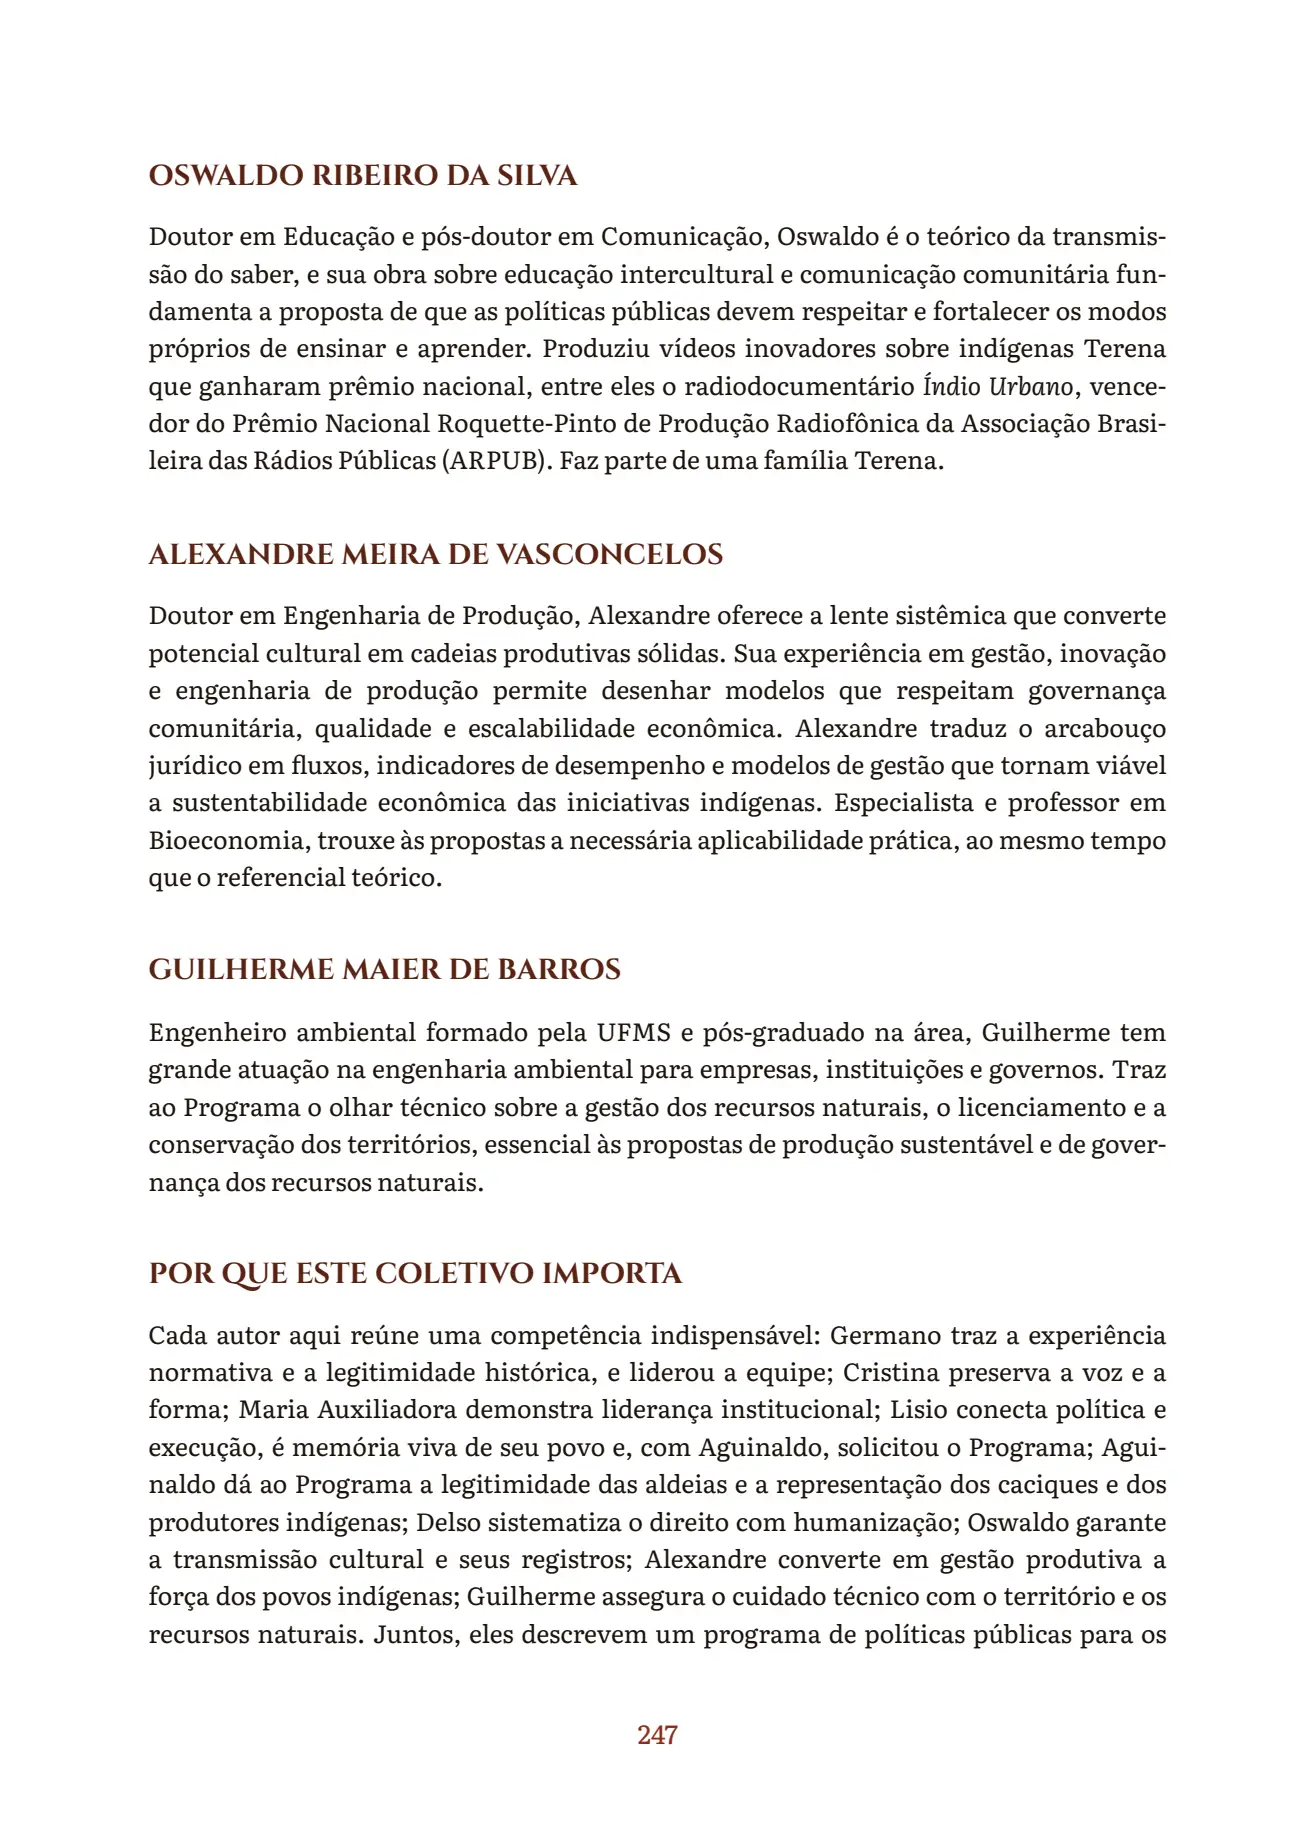 OSWALDO RIBEIRO DA SILVA
Doutor em Educação e pós-doutor em Comunicação, Oswaldo é o teórico da transmis-
são do saber, e sua obra sobre educação intercultural e comunicação comunitária fun-
damenta a proposta de que as políticas públicas devem respeitar e fortalecer os modos
próprios de ensinar e aprender. Produziu vídeos inovadores sobre indígenas Terena
que ganharam prêmio nacional, entre eles o radiodocumentário Índio Urbano, vence-
dor do Prêmio Nacional Roquette-Pinto de Produção Radiofônica da Associação Brasi-
leira das Rádios Públicas (ARPUB). Faz parte de uma família Terena.
ALEXANDRE MEIRA DE VASCONCELOS
Doutor em Engenharia de Produção, Alexandre oferece a lente sistêmica que converte
potencial cultural em cadeias produtivas sólidas. Sua experiência em gestão, inovação
e engenharia de produção permite desenhar modelos que respeitam governança
comunitária, qualidade e escalabilidade econômica. Alexandre traduz o arcabouço
jurídico em fluxos, indicadores de desempenho e modelos de gestão que tornam viável
a sustentabilidade econômica das iniciativas indígenas. Especialista e professor em
Bioeconomia, trouxe às propostas a necessária aplicabilidade prática, ao mesmo tempo
que o referencial teórico.
GUILHERME MAIER DE BARROS
Engenheiro ambiental formado pela UFMS e pós-graduado na área, Guilherme tem
grande atuação na engenharia ambiental para empresas, instituições e governos. Traz
ao Programa o olhar técnico sobre a gestão dos recursos naturais, o licenciamento e a
conservação dos territórios, essencial às propostas de produção sustentável e de gover-
nança dos recursos naturais.
POR QUE ESTE COLETIVO IMPORTA
Cada autor aqui reúne uma competência indispensável: Germano traz a experiência
normativa e a legitimidade histórica, e liderou a equipe; Cristina preserva a voz e a
forma; Maria Auxiliadora demonstra liderança institucional; Lisio conecta política e
execução, é memória viva de seu povo e, com Aguinaldo, solicitou o Programa; Agui-
naldo dá ao Programa a legitimidade das aldeias e a representação dos caciques e dos
produtores indígenas; Delso sistematiza o direito com humanização; Oswaldo garante
a transmissão cultural e seus registros; Alexandre converte em gestão produtiva a
força dos povos indígenas; Guilherme assegura o cuidado técnico com o território e os
recursos naturais. Juntos, eles descrevem um programa de políticas públicas para os
247